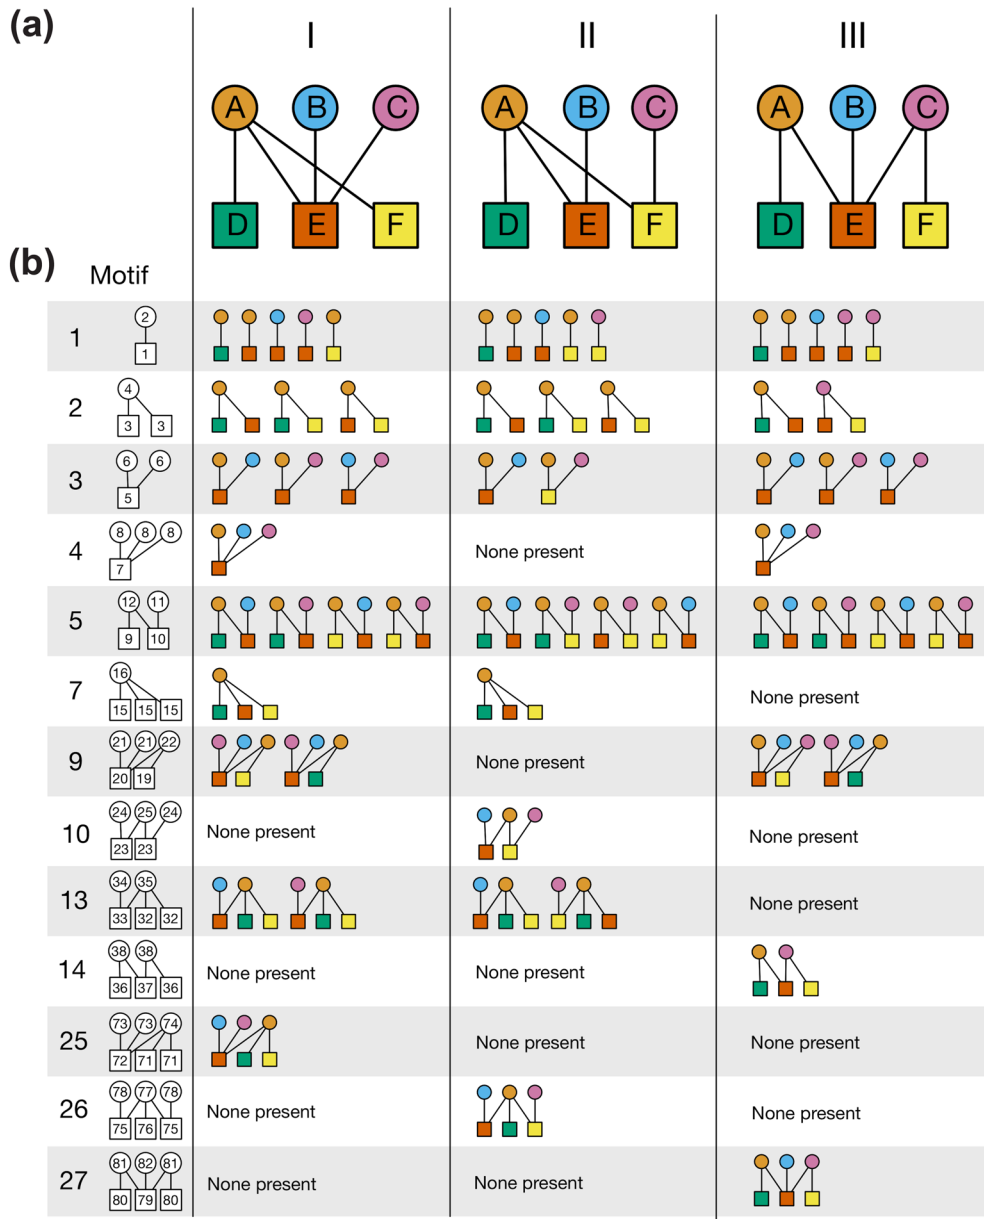 (a)
I II III
A B C A B C A B C
D E F D E F D E F
(b)
Motif
2
1
1
4
2
3 3
6 6
3
5
8 8 8
4
7
None present
12 11
5
9 10
16
7
15 15 15
None present
21 21 22
9
20 19
None present
24 25 24
10
23 23
None present
None present
34 35
13
33 32 32
None present
38 38
14
36 37 36
None present
None present
73 73 74
25
72 71 71
None present
None present
78 77 78
26
75 76 75
None present
None present
81 82 81
27
80 79 80
None present
None present